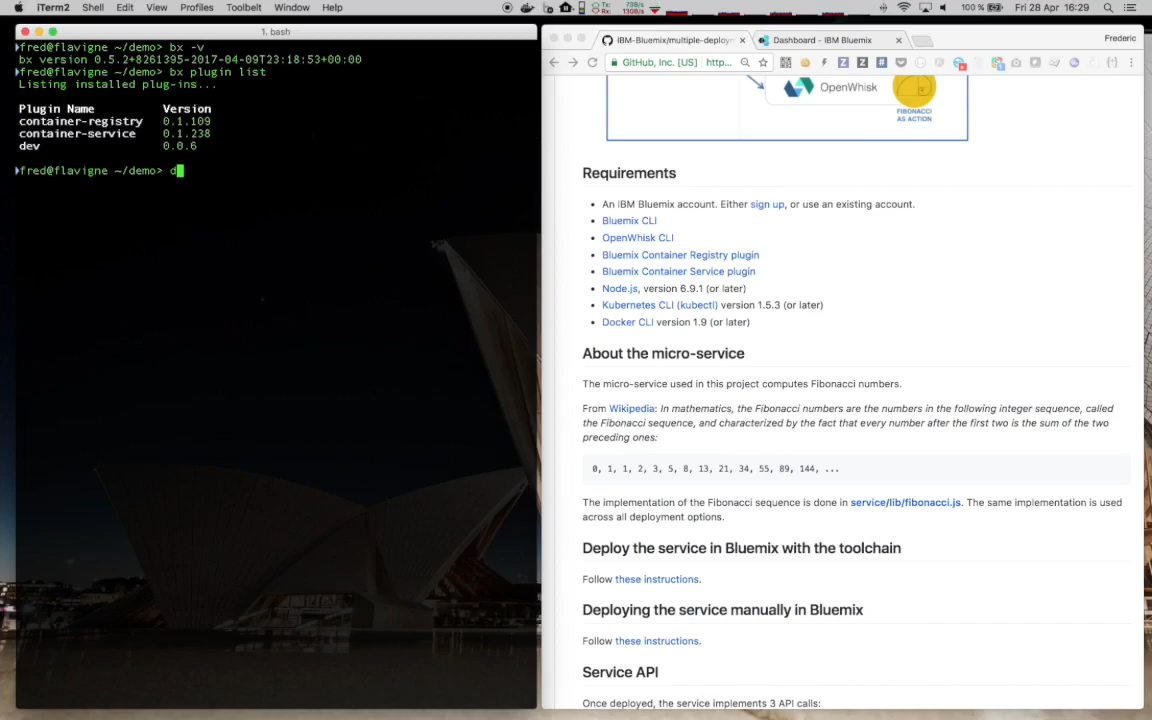 iTerm2 Shell Edit View Profiles Toolbelt Window Help
100 % Fri 28 Apr 16:29
1. bash
fred@flavigne ~/demo> bx -v
bx version 0.5.2+8261395-2017-04-09T23:18:53+00:00
fred@flavigne ~/demo> bx plugin list
Listing installed plug-ins...
Plugin Name Version
container-registry 0.1.109
container-service 0.1.238
dev 0.0.6
fred@flavigne ~/demo> d
IBM-Bluemix/multiple-deploym
Dashboard - IBM Bluemix
Frederic
GitHub, Inc. [US] http...
OpenWhisk
FIBONACCI
AS ACTION
Requirements
• An IBM Bluemix account. Either sign up, or use an existing account.
• Bluemix CLI
• OpenWhisk CLI
• Bluemix Container Registry plugin
• Bluemix Container Service plugin
• Node.js, version 6.9.1 (or later)
• Kubernetes CLI (kubectl) version 1.5.3 (or later)
• Docker CLI version 1.9 (or later)
About the micro-service
The micro-service used in this project computes Fibonacci numbers.
From Wikipedia: In mathematics, the Fibonacci numbers are the numbers in the following integer sequence, called
the Fibonacci sequence, and characterized by the fact that every number after the first two is the sum of the two
preceding ones:
0, 1, 1, 2, 3, 5, 8, 13, 21, 34, 55, 89, 144, ...
The implementation of the Fibonacci sequence is done in service/lib/fibonacci.js. The same implementation is used
across all deployment options.
Deploy the service in Bluemix with the toolchain
Follow these instructions.
Deploying the service manually in Bluemix
Follow these instructions.
Service API
Once deployed, the service implements 3 API calls: